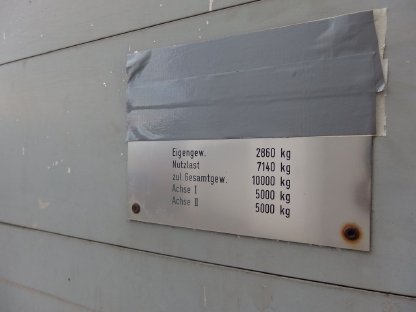 Eigengew. 2860 kg
Nutzlast 7140 kg
zul Gesamtgew. 10000 kg
Achse I 5000 kg
Achse II 5000 kg